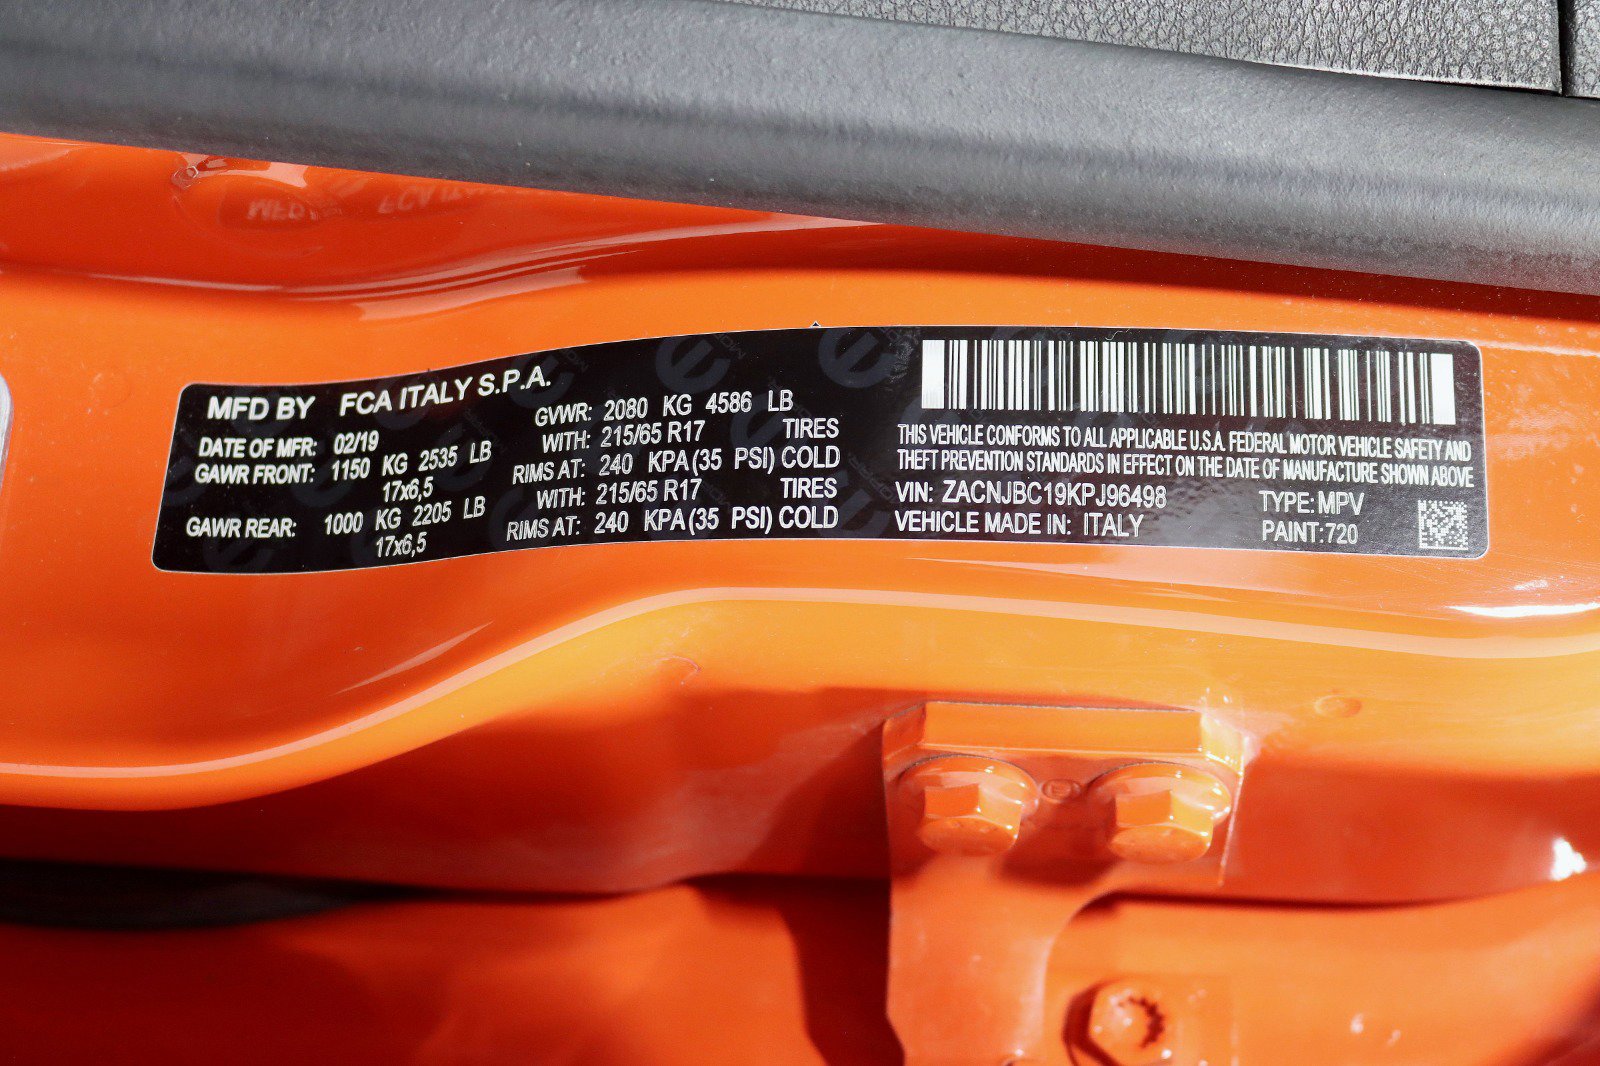 MFD BY FCA ITALY S.P.A.
DATE OF MFR: 02/19 GVWR: 2080 KG 4586 LB
GAWR FRONT: 1150 KG 2535 LB WITH: 215/65 R17 TIRES
17x6,5 RIMS AT: 240 KPA(35 PSI) COLD
GAWR REAR: 1000 KG 2205 LB WITH: 215/65 R17 TIRES
17x6,5 RIMS AT: 240 KPA(35 PSI) COLD
THIS VEHICLE CONFORMS TO ALL APPLICABLE U.S.A. FEDERAL MOTOR VEHICLE SAFETY AND
THEFT PREVENTION STANDARDS IN EFFECT ON THE DATE OF MANUFACTURE SHOWN ABOVE
VIN: ZACNJBC19KPJ96498 TYPE: MPV
VEHICLE MADE IN: ITALY PAINT:720